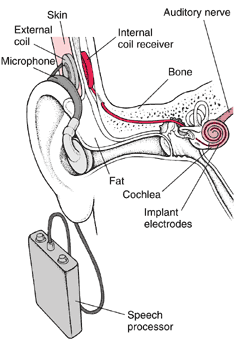 Skin
External
coil
Microphone
Internal
coil receiver
Auditory nerve
Bone
Fat
Cochlea
Implant
electrodes
Speech
processor